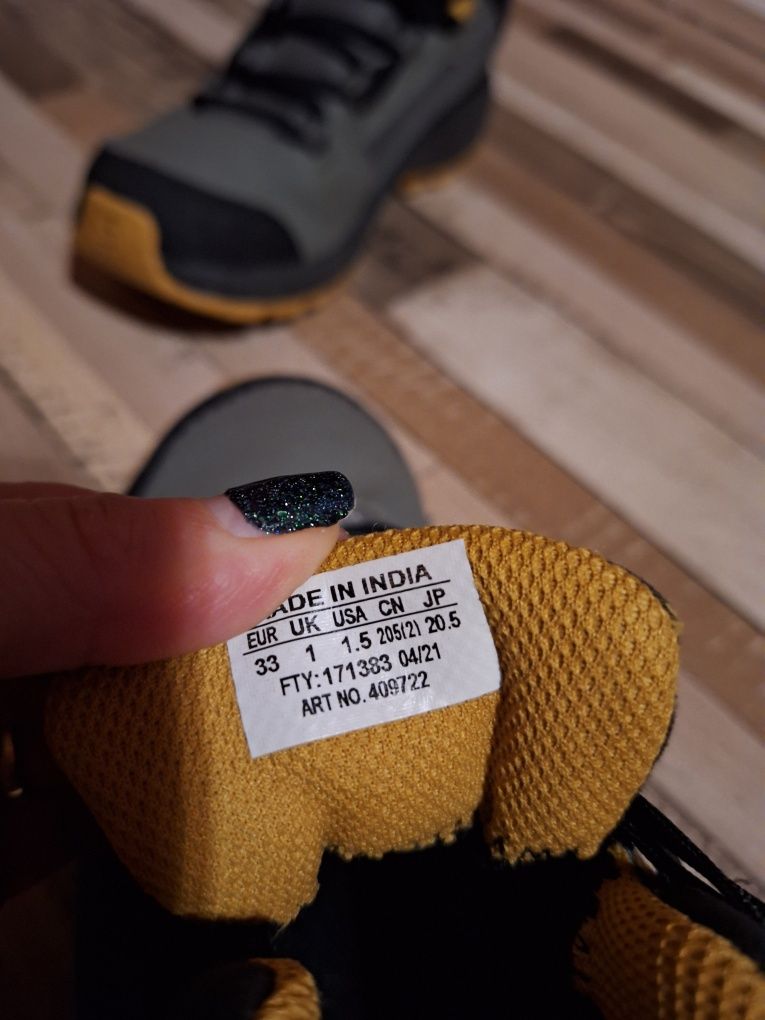 MADE IN INDIA
EUR UK USA CN JP
33 1 1.5 205(2) 20.5
FTY:171383 04/21
ART NO. 409722